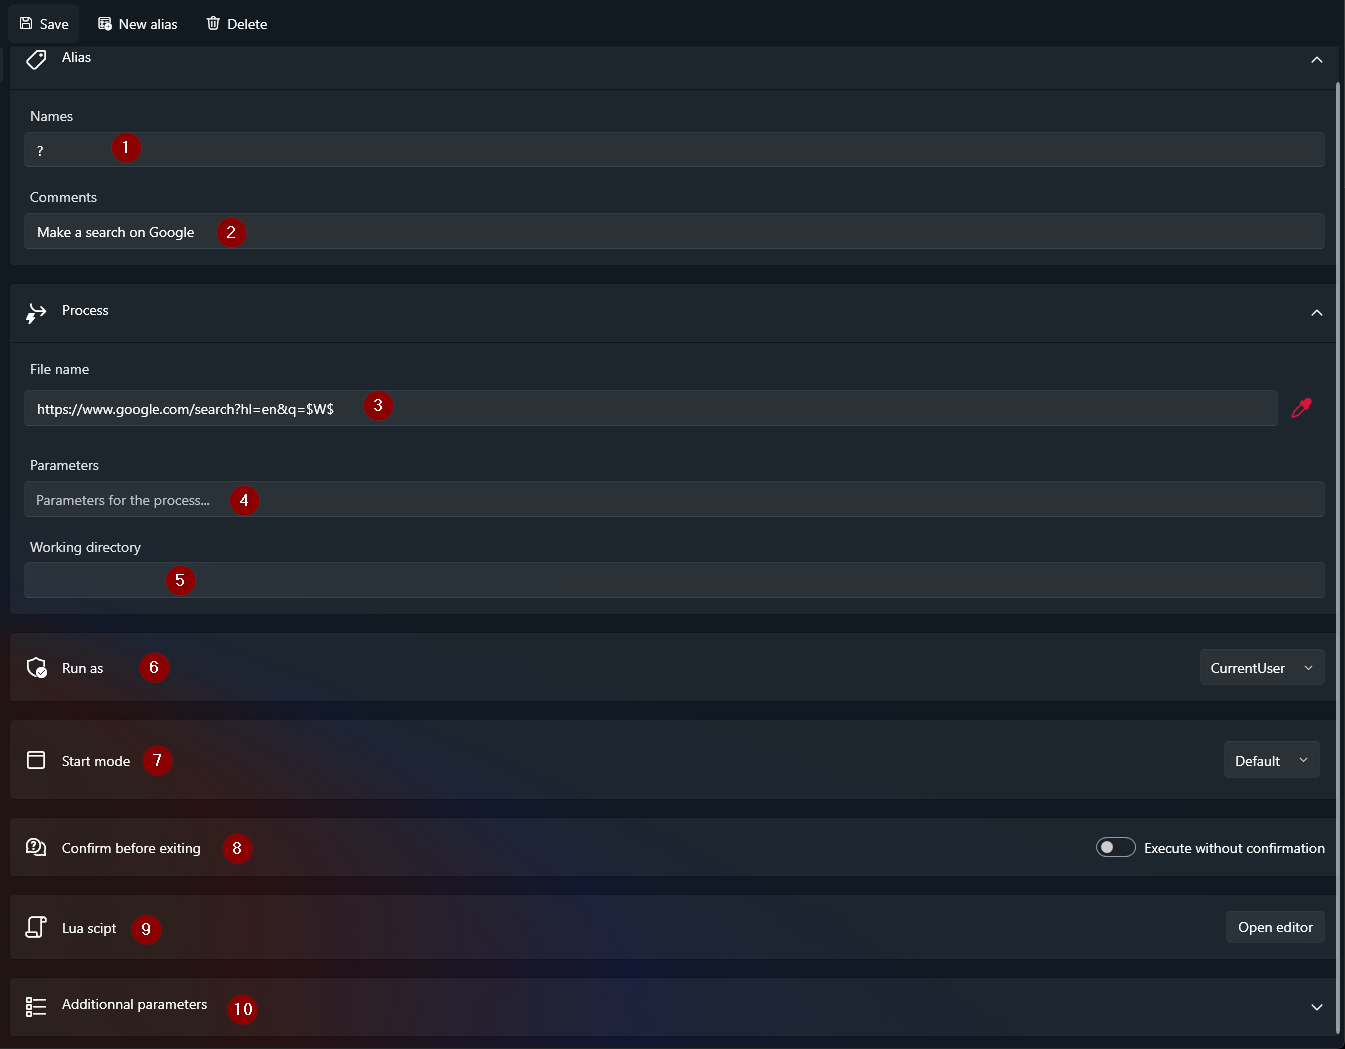 Save New alias Delete
Alias
Names
? 1
Comments
Make a search on Google 2
Process
File name
https://www.google.com/search?hl=en&q=$W$ 3
Parameters
Parameters for the process... 4
Working directory
5
Run as 6 CurrentUser
Start mode 7 Default
Confirm before exiting 8 Execute without confirmation
Lua scipt 9 Open editor
Additionnal parameters 10